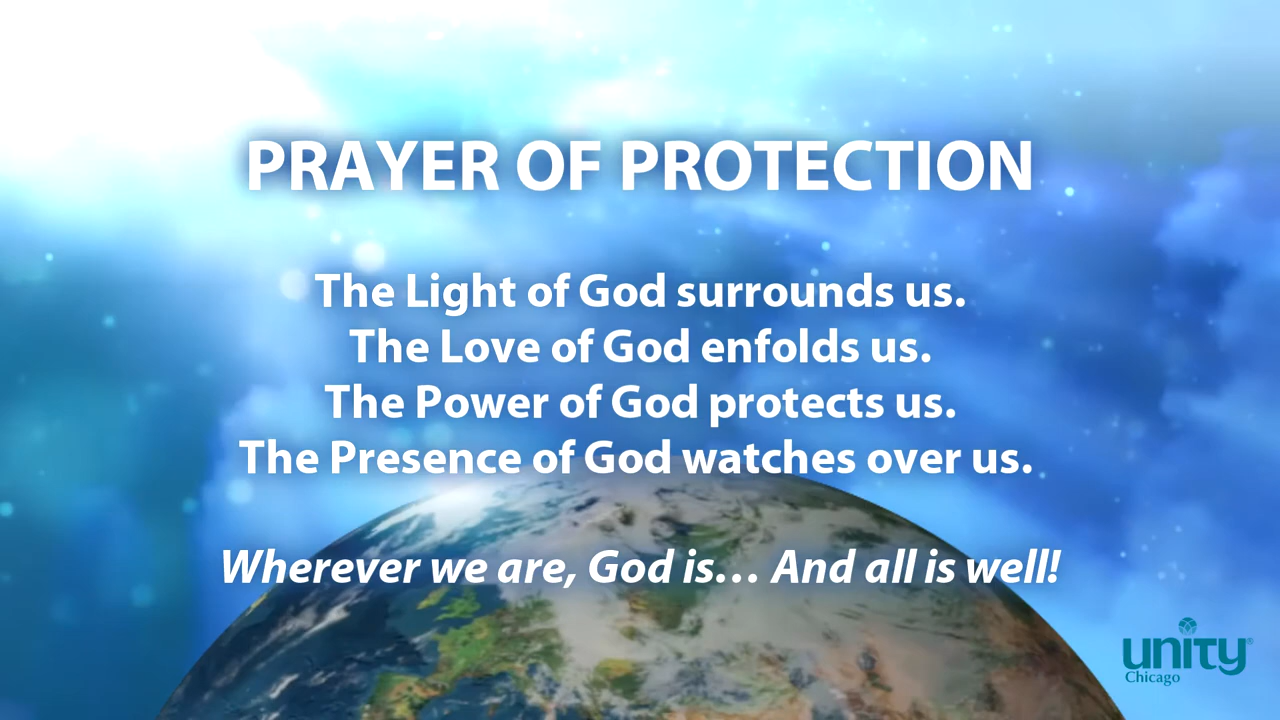 PRAYER OF PROTECTION
The Light of God surrounds us.
The Love of God enfolds us.
The Power of God protects us.
The Presence of God watches over us.
Wherever we are, God is... And all is well!
unity®
Chicago